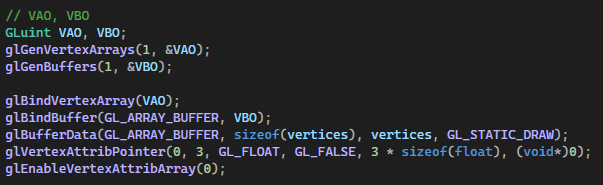 // VAO, VBO
GLuint VAO, VBO;
glGenVertexArrays(1, &VAO);
glGenBuffers(1, &VBO);

glBindVertexArray(VAO);
glBindBuffer(GL_ARRAY_BUFFER, VBO);
glBufferData(GL_ARRAY_BUFFER, sizeof(vertices), vertices, GL_STATIC_DRAW);
glVertexAttribPointer(0, 3, GL_FLOAT, GL_FALSE, 3 * sizeof(float), (void*)0);
glEnableVertexAttribArray(0);